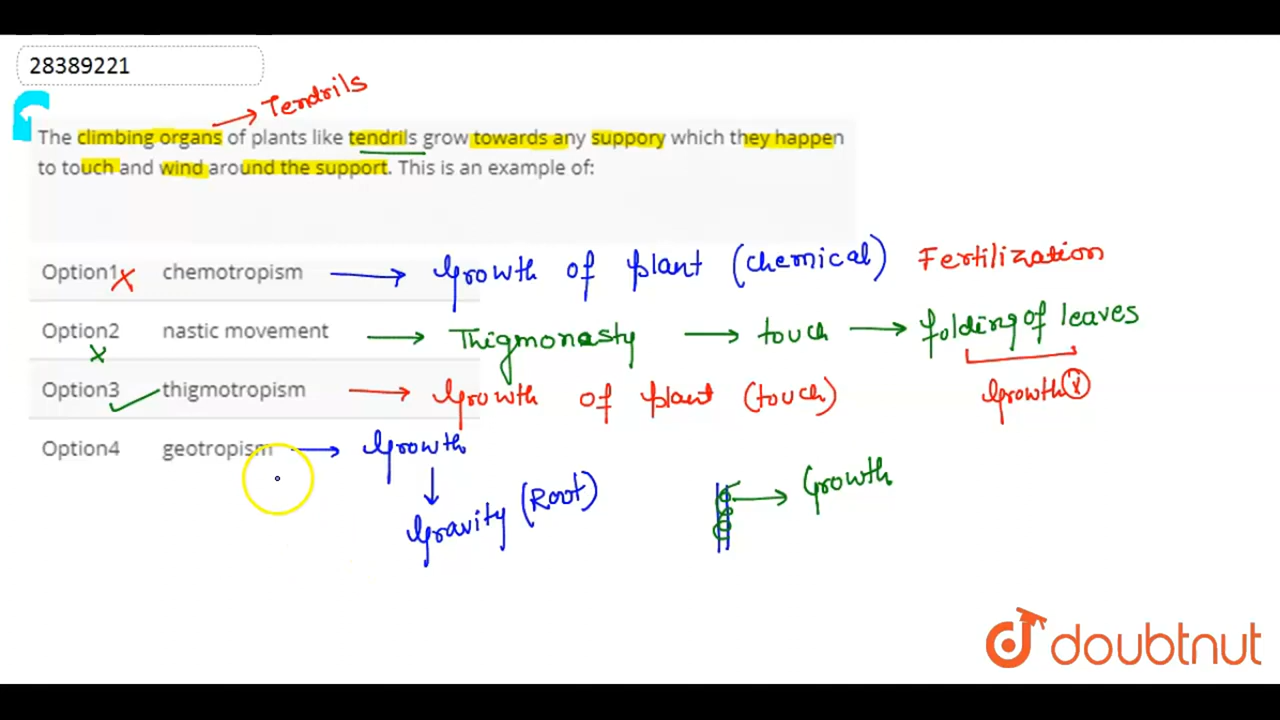 28389221
Tendrils
The climbing organs of plants like tendrils grow towards any suppory which they happen
to touch and wind around the support. This is an example of:
Option1 X chemotropism Growth of plant (chemical) Fertilization
Option2 nastic movement Thigmonasty touch folding of leaves
X
Option3 thigmotropism Growth of plant (touch) Growth X
Option4 geotropism Growth
Gravity (Root) Growth
doubtnut